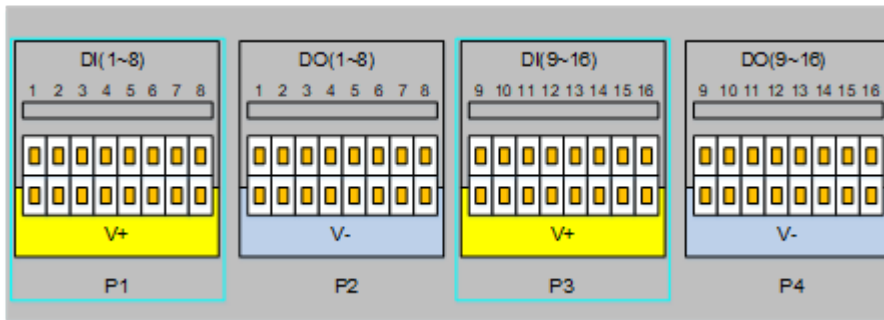 DI(1~8)
1 2 3 4 5 6 7 8
V+
P1
DO(1~8)
1 2 3 4 5 6 7 8
V-
P2
DI(9~16)
9 10 11 12 13 14 15 16
V+
P3
DO(9~16)
9 10 11 12 13 14 15 16
V-
P4